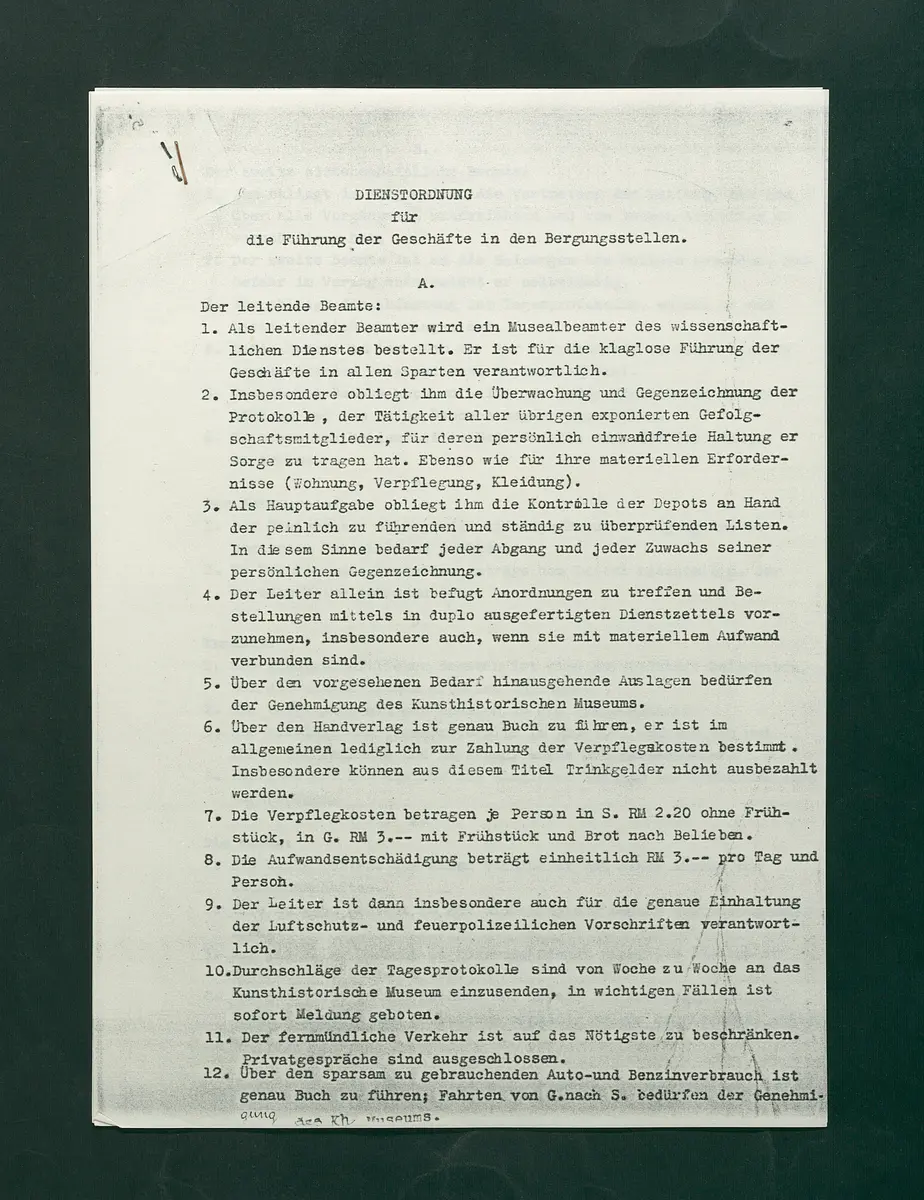 DIENSTORDNUNG
für
die Führung der Geschäfte in den Bergungsstellen.
A.
Der leitende Beamte:
1. Als leitender Beamter wird ein Musealbeamter des wissenschaft-
lichen Dienstes bestellt. Er ist für die klaglose Führung der
Geschäfte in allen Sparten verantwortlich.
2. Insbesondere obliegt ihm die Überwachung und Gegenzeichnung der
Protokolle , der Tätigkeit aller übrigen exponierten Gefolg-
schaftsmitglieder, für deren persönlich einwandfreie Haltung er
Sorge zu tragen hat. Ebenso wie für ihre materiellen Erforder-
nisse (Wohnung, Verpflegung, Kleidung).
3. Als Hauptaufgabe obliegt ihm die Kontrolle der Depots an Hand
der peinlich zu führenden und ständig zu überprüfenden Listen.
In diesem Sinne bedarf jeder Abgang und jeder Zuwachs seiner
persönlichen Gegenzeichnung.
4. Der Leiter allein ist befugt Anordnungen zu treffen und Be-
stellungen mittels in duplo ausgefertigten Dienstzettels vor-
zunehmen, insbesondere auch, wenn sie mit materiellem Aufwand
verbunden sind.
5. Über den vorgesehenen Bedarf hinausgehende Auslagen bedürfen
der Genehmigung des Kunsthistorischen Museums.
6. Über den Handverlag ist genau Buch zu führen, er ist im
allgemeinen lediglich zur Zahlung der Verpflegskosten bestimmt.
Insbesondere können aus diesem Titel Trinkgelder nicht ausbezahlt
werden.
7. Die Verpflegkosten betragen je Person in S. RM 2.20 ohne Früh-
stück, in G. RM 3.-- mit Frühstück und Brot nach Belieben.
8. Die Aufwandsentschädigung beträgt einheitlich RM 3.-- pro Tag und
Person.
9. Der Leiter ist dann insbesondere auch für die genaue Einhaltung
der Luftschutz- und feuerpolizeilichen Vorschriften verantwort-
lich.
10.Durchschläge der Tagesprotokolle sind von Woche zu Woche an das
Kunsthistorische Museum einzusenden, in wichtigen Fällen ist
sofort Meldung geboten.
11. Der fernmündliche Verkehr ist auf das Nötigste zu beschränken.
Privatgespräche sind ausgeschlossen.
12. Über den sparsam zu gebrauchenden Auto-und Benzinverbrauch ist
genau Buch zu führen; Fahrten von G.nach S. bedürfen der Genehmi-
gung des Kh. Museums.